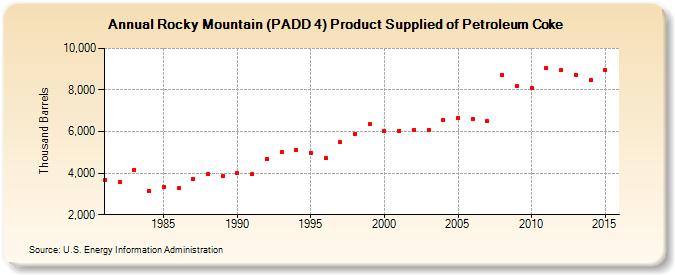 Annual Rocky Mountain (PADD 4) Product Supplied of Petroleum Coke
Thousand Barrels
10,000
8,000
6,000
4,000
2,000
1985 1990 1995 2000 2005 2010 2015
Source: U.S. Energy Information Administration